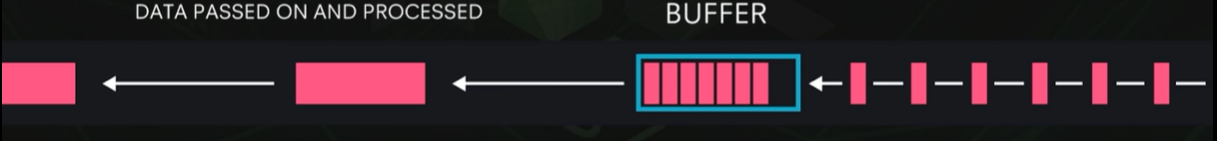 DATA PASSED ON AND PROCESSED
BUFFER